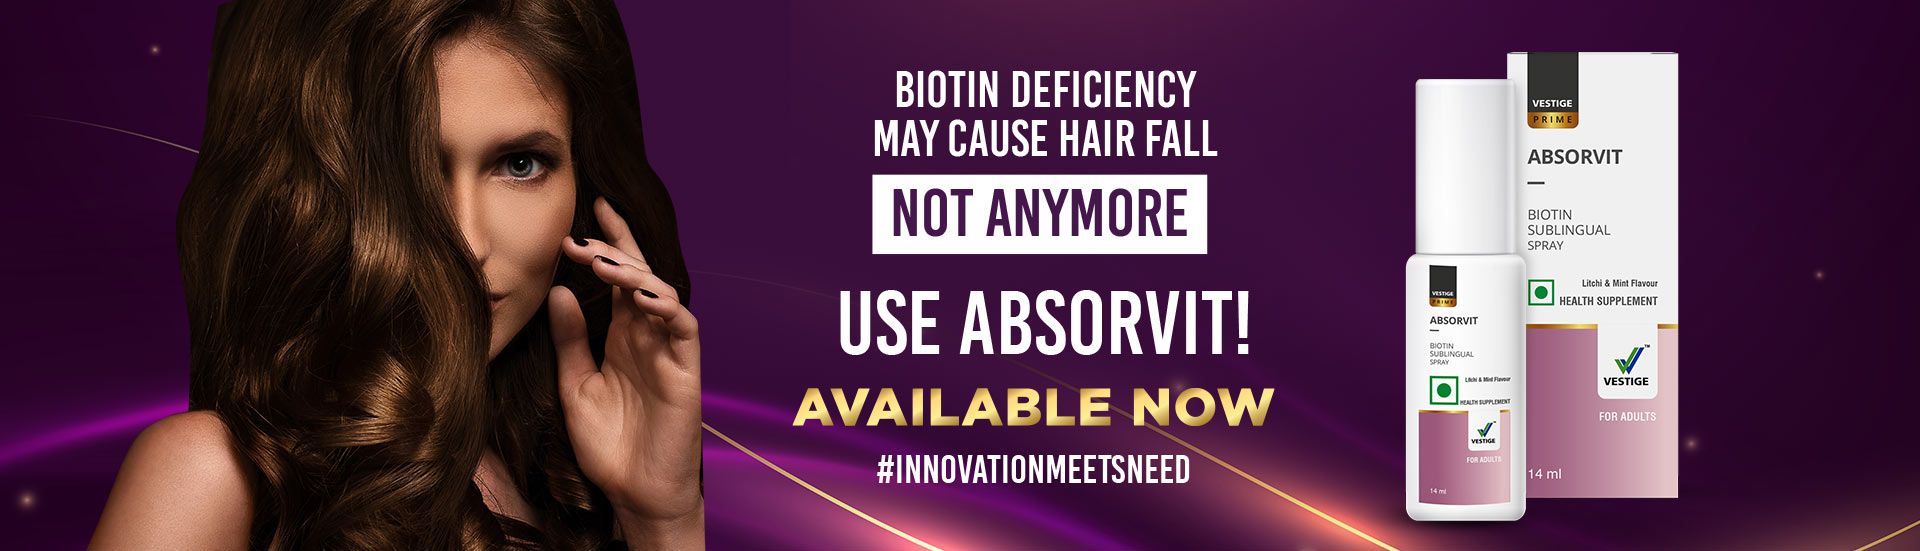 BIOTIN DEFICIENCY
MAY CAUSE HAIR FALL
NOT ANYMORE
USE ABSORVIT!
AVAILABLE NOW
#INNOVATIONMEETSNEED
VESTIGE
PRIME
ABSORVIT
BIOTIN
SUBLINGUAL
SPRAY
Litchi & Mint Flavour
HEALTH SUPPLEMENT
VESTIGE
FOR ADULTS
14 ml
VESTIGE
PRIME
ABSORVIT
BIOTIN
SUBLINGUAL
SPRAY
Litchi & Mint Flavour
HEALTH SUPPLEMENT
TM
VESTIGE
FOR ADULTS
14 ml